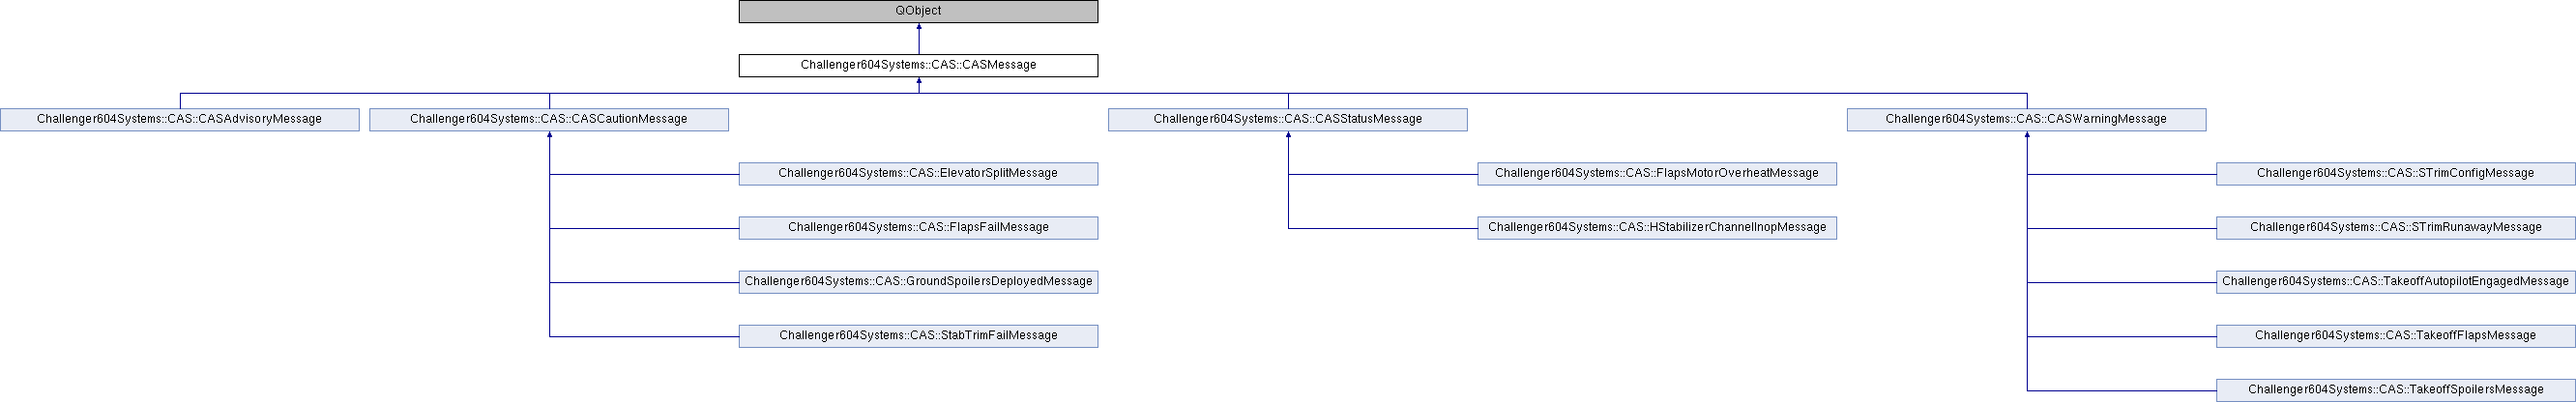 QObject
Challenger604Systems::CAS::CASMessage
Challenger604Systems::CAS::CASAdvisoryMessage
Challenger604Systems::CAS::CASCautionMessage
Challenger604Systems::CAS::CASStatusMessage
Challenger604Systems::CAS::CASWarningMessage
Challenger604Systems::CAS::ElevatorSplitMessage
Challenger604Systems::CAS::FlapsMotorOverheatMessage
Challenger604Systems::CAS::STrimConfigMessage
Challenger604Systems::CAS::FlapsFailMessage
Challenger604Systems::CAS::HStabilizerChannelInopMessage
Challenger604Systems::CAS::STrimRunawayMessage
Challenger604Systems::CAS::GroundSpoilersDeployedMessage
Challenger604Systems::CAS::TakeoffAutopilotEngagedMessage
Challenger604Systems::CAS::StabTrimFailMessage
Challenger604Systems::CAS::TakeoffFlapsMessage
Challenger604Systems::CAS::TakeoffSpoilersMessage